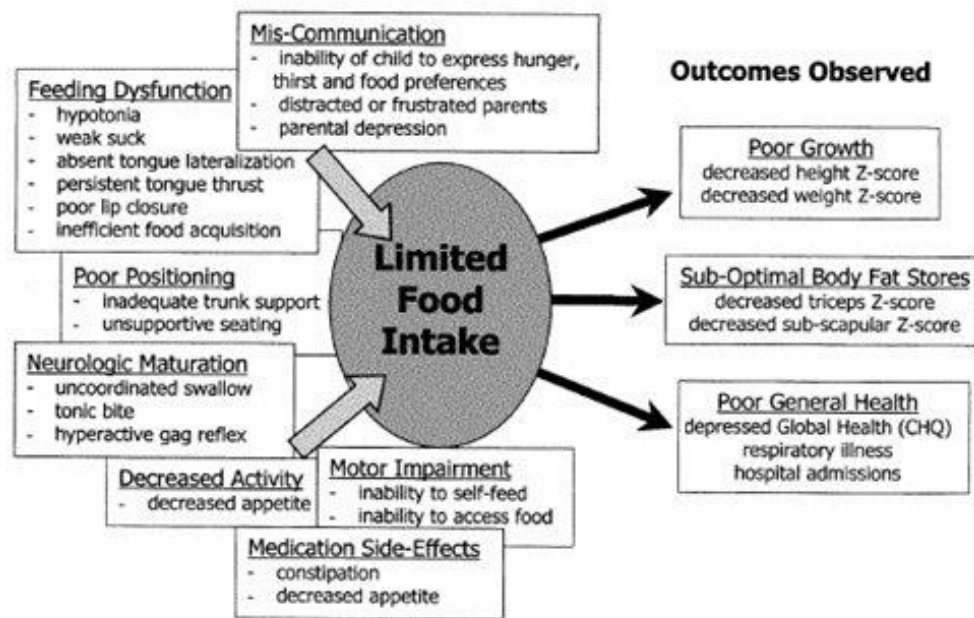 Mis-Communication
- inability of child to express hunger,
thirst and food preferences
- distracted or frustrated parents
- parental depression
Feeding Dysfunction
- hypotonia
- weak suck
- absent tongue lateralization
- persistent tongue thrust
- poor lip closure
- inefficient food acquisition
Poor Positioning
- inadequate trunk support
- unsupportive seating
Neurologic Maturation
- uncoordinated swallow
- tonic bite
- hyperactive gag reflex
Decreased Activity
- decreased appetite
Motor Impairment
- inability to self-feed
- inability to access food
Medication Side-Effects
- constipation
- decreased appetite
Limited
Food
Intake
Outcomes Observed
Poor Growth
decreased height Z-score
decreased weight Z-score
Sub-Optimal Body Fat Stores
decreased triceps Z-score
decreased sub-scapular Z-score
Poor General Health
depressed Global Health (CHQ)
respiratory illness
hospital admissions